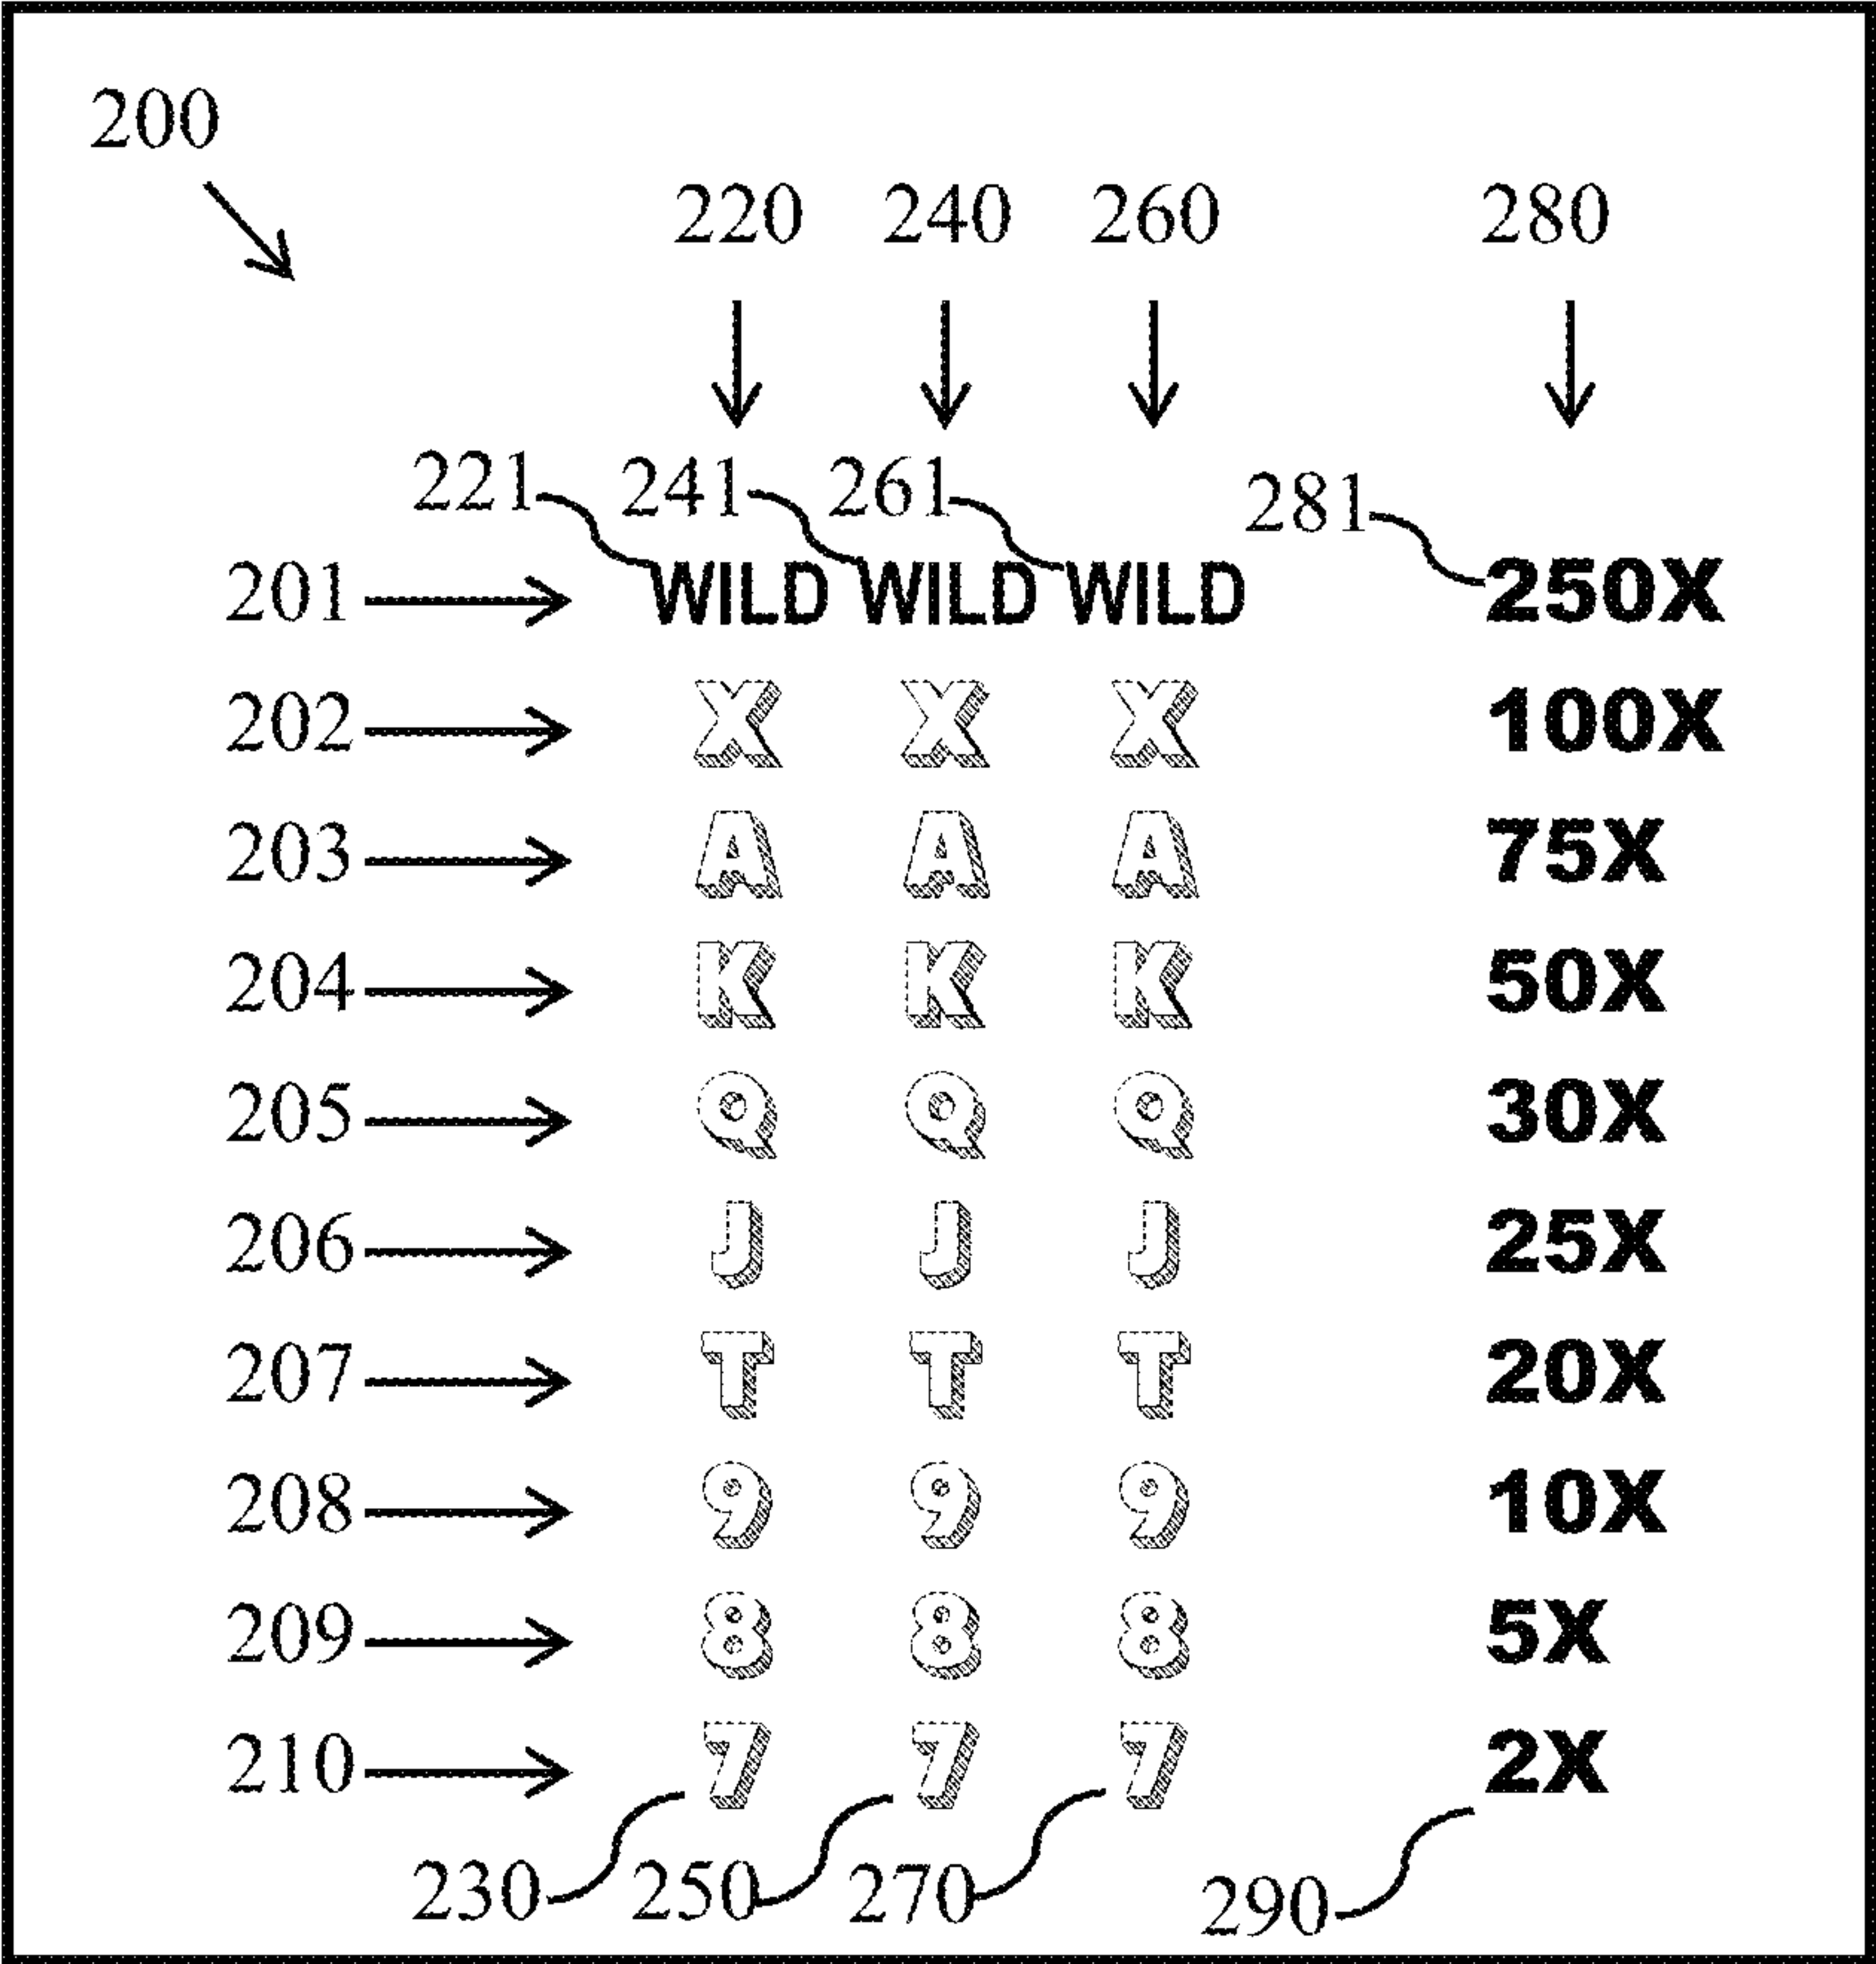 200
220 240 260 280
221 241 261 281
201 WILD WILD WILD 250X
202 X X X 100X
203 A A A 75X
204 K K K 50X
205 Q Q Q 30X
206 J J J 25X
207 T T T 20X
208 9 9 9 10X
209 8 8 8 5X
210 7 7 7 2X
230 250 270 290